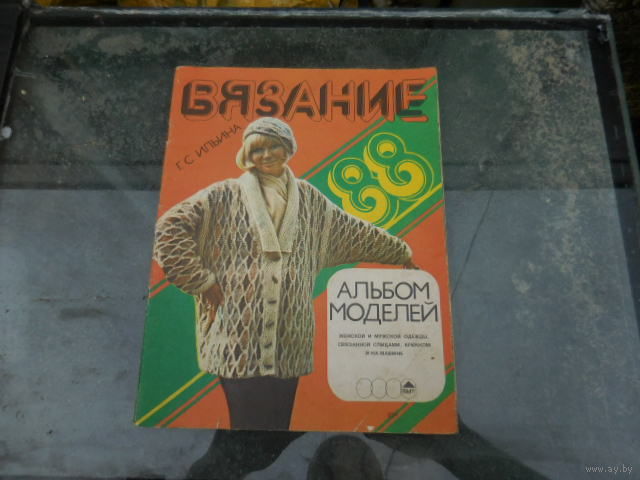 ВЯЗАНИЕ
Г.С ИЛЬИНА
88
АЛЬБОМ
МОДЕЛЕЙ
ЖЕНСКОЙ И МУЖСКОЙ ОДЕЖДЫ,
СВЯЗАННОЙ СПИЦАМИ, КРЮЧКОМ
И НА МАШИНЕ
www.ay.by